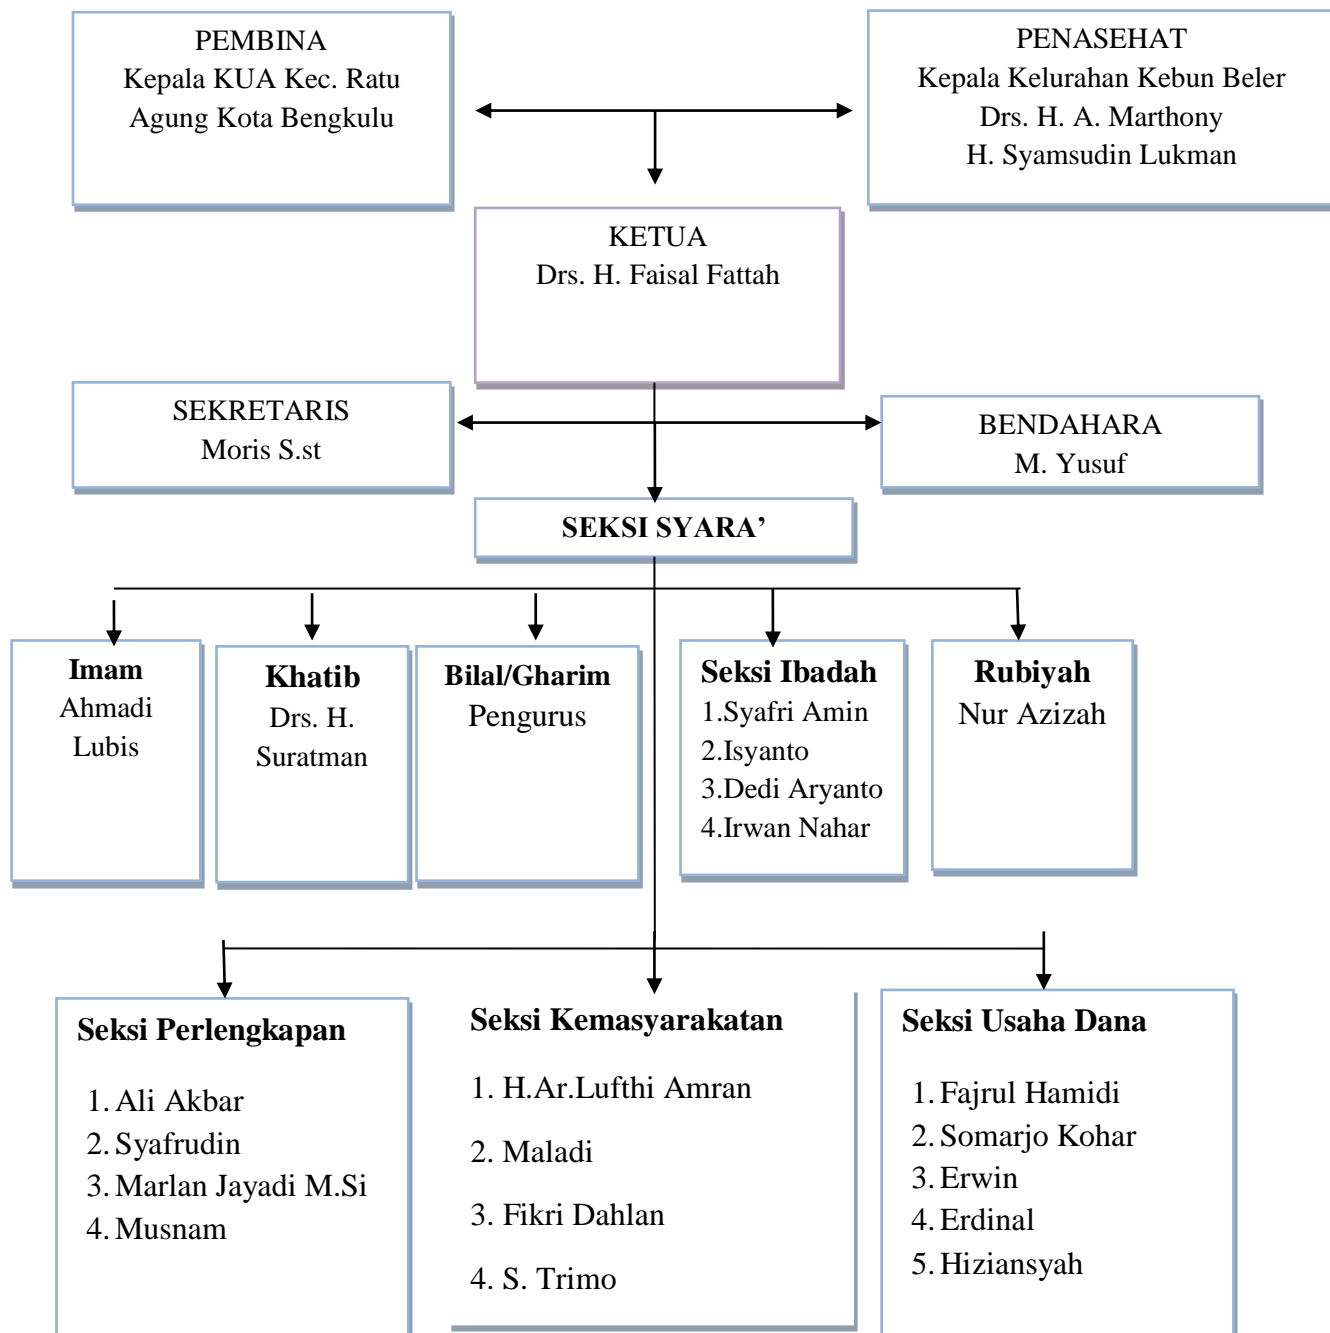 PEMBINA
Kepala KUA Kec. Ratu
Agung Kota Bengkulu
PENASEHAT
Kepala Kelurahan Kebun Beler
Drs. H. A. Marthony
H. Syamsudin Lukman
KETUA
Drs. H. Faisal Fattah
SEKRETARIS
Moris S.st
BENDAHARA
M. Yusuf
SEKSI SYARA’
Imam
Ahmadi
Lubis
Khatib
Drs. H.
Suratman
Bilal/Gharim
Pengurus
Seksi Ibadah
1.Syafri Amin
2.Isyanto
3.Dedi Aryanto
4.Irwan Nahar
Rubiyah
Nur Azizah
Seksi Perlengkapan
1. Ali Akbar
2. Syafrudin
3. Marlan Jayadi M.Si
4. Musnam
Seksi Kemasyarakatan
1. H.Ar.Lufthi Amran
2. Maladi
3. Fikri Dahlan
4. S. Trimo
Seksi Usaha Dana
1. Fajrul Hamidi
2. Somarjo Kohar
3. Erwin
4. Erdinal
5. Hiziansyah